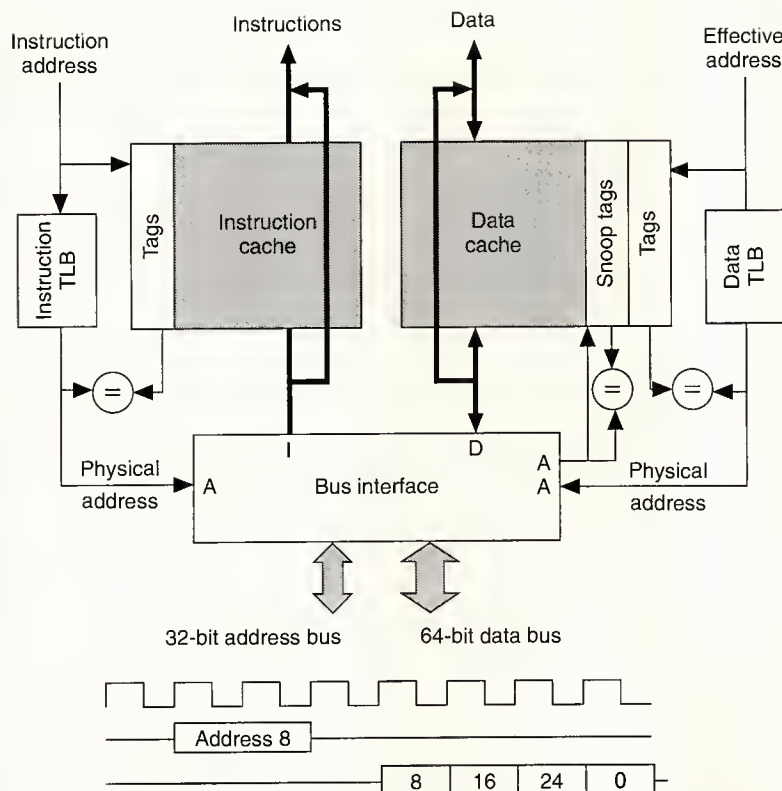 Instruction
address
Instructions
Data
Effective
address
Instruction
TLB
Tags
Instruction
cache
Data
cache
Snoop tags
Tags
Data
TLB
=
=
=
Physical
address
A
I
Bus interface
D
A
A
Physical
address
32-bit address bus
64-bit data bus
Address 8
8
16
24
0